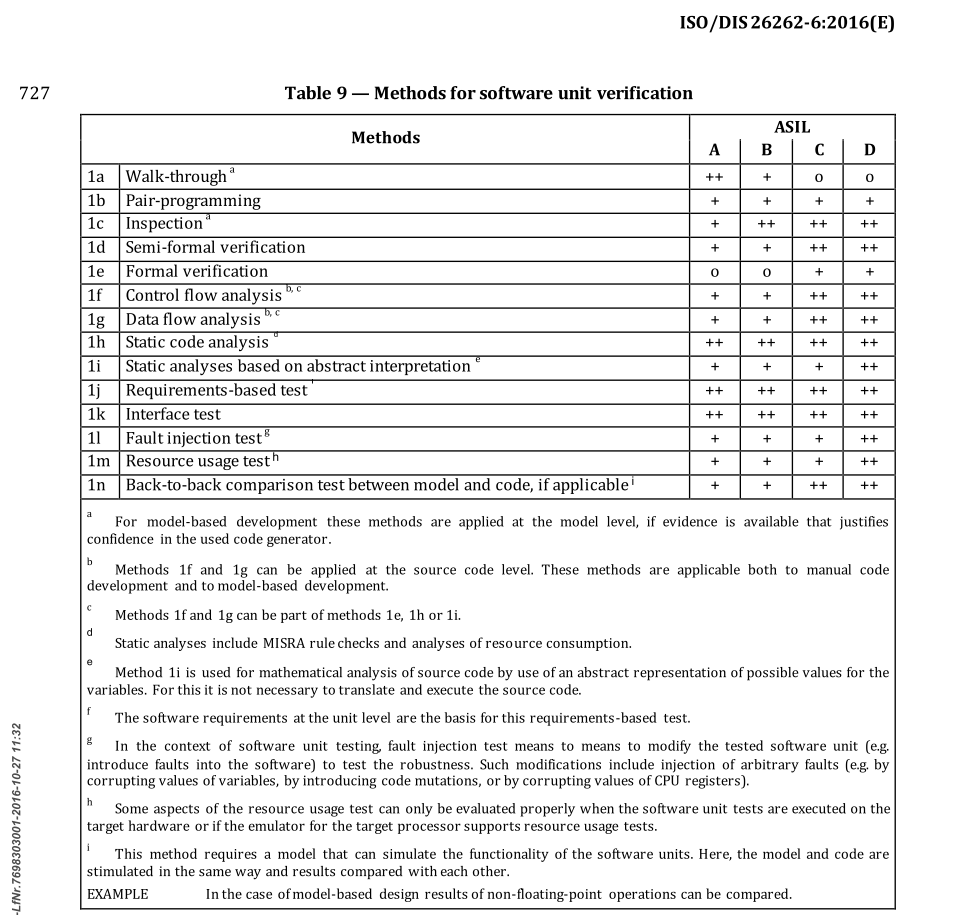 ISO/DIS 26262-6:2016(E)
727
Table 9 — Methods for software unit verification
Methods ASIL
A B C D
1a Walk-through a ++ + o o
1b Pair-programming + + + +
1c Inspection a + ++ ++ ++
1d Semi-formal verification + + ++ ++
1e Formal verification o o + +
1f Control flow analysis b, c + + ++ ++
1g Data flow analysis b, c + + ++ ++
1h Static code analysis d ++ ++ ++ ++
1i Static analyses based on abstract interpretation e + + + ++
1j Requirements-based test f ++ ++ ++ ++
1k Interface test ++ ++ ++ ++
1l Fault injection test g + + + ++
1m Resource usage test h + + + ++
1n Back-to-back comparison test between model and code, if applicable i + + ++ ++
a For model-based development these methods are applied at the model level, if evidence is available that justifies
confidence in the used code generator.
b Methods 1f and 1g can be applied at the source code level. These methods are applicable both to manual code
development and to model-based development.
c Methods 1f and 1g can be part of methods 1e, 1h or 1i.
d Static analyses include MISRA rule checks and analyses of resource consumption.
e Method 1i is used for mathematical analysis of source code by use of an abstract representation of possible values for the
variables. For this it is not necessary to translate and execute the source code.
f The software requirements at the unit level are the basis for this requirements-based test.
g In the context of software unit testing, fault injection test means to means to modify the tested software unit (e.g.
introduce faults into the software) to test the robustness. Such modifications include injection of arbitrary faults (e.g. by
corrupting values of variables, by introducing code mutations, or by corrupting values of CPU registers).
h Some aspects of the resource usage test can only be evaluated properly when the software unit tests are executed on the
target hardware or if the emulator for the target processor supports resource usage tests.
i This method requires a model that can simulate the functionality of the software units. Here, the model and code are
stimulated in the same way and results compared with each other.
EXAMPLE In the case of model-based design results of non-floating-point operations can be compared.
-LfNr.7698303001-2016-10-27 11:32